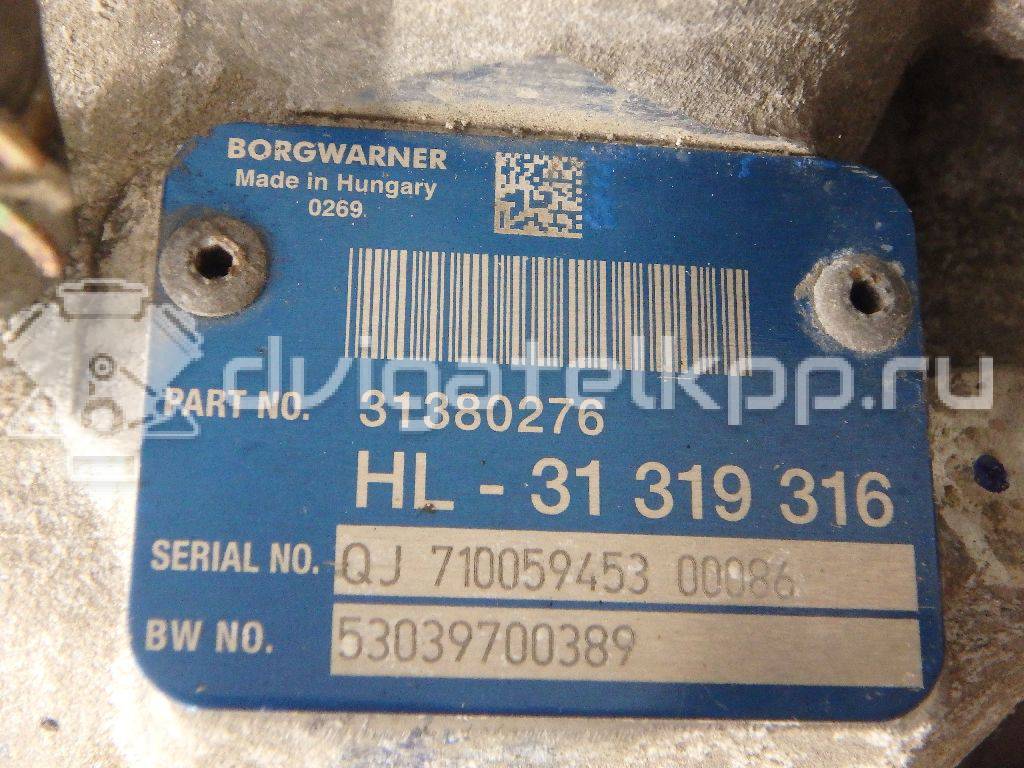 BORGWARNER
Made in Hungary
0269
dvigatelkpp.ru
PART NO. 31380276
HL - 31 319 316
SERIAL NO. QJ 710059453 00086
BW NO. 53039700389